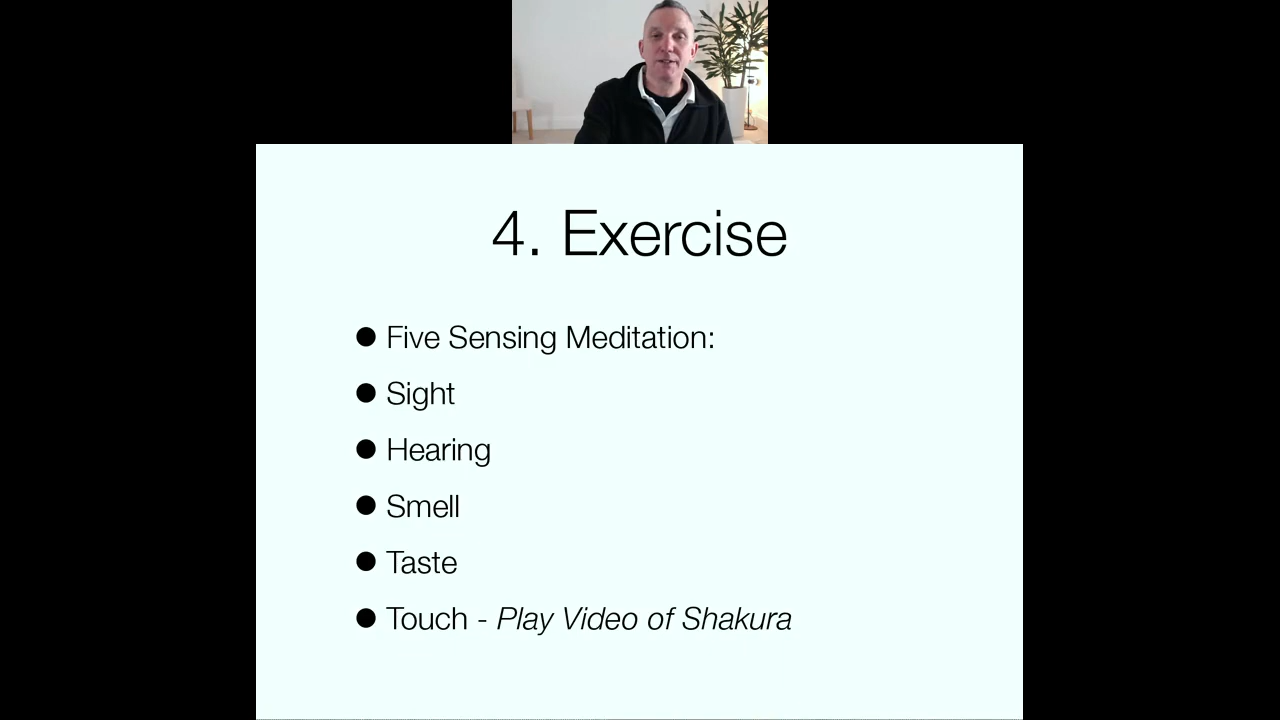 4. Exercise
● Five Sensing Meditation:
● Sight
● Hearing
● Smell
● Taste
● Touch - Play Video of Shakura